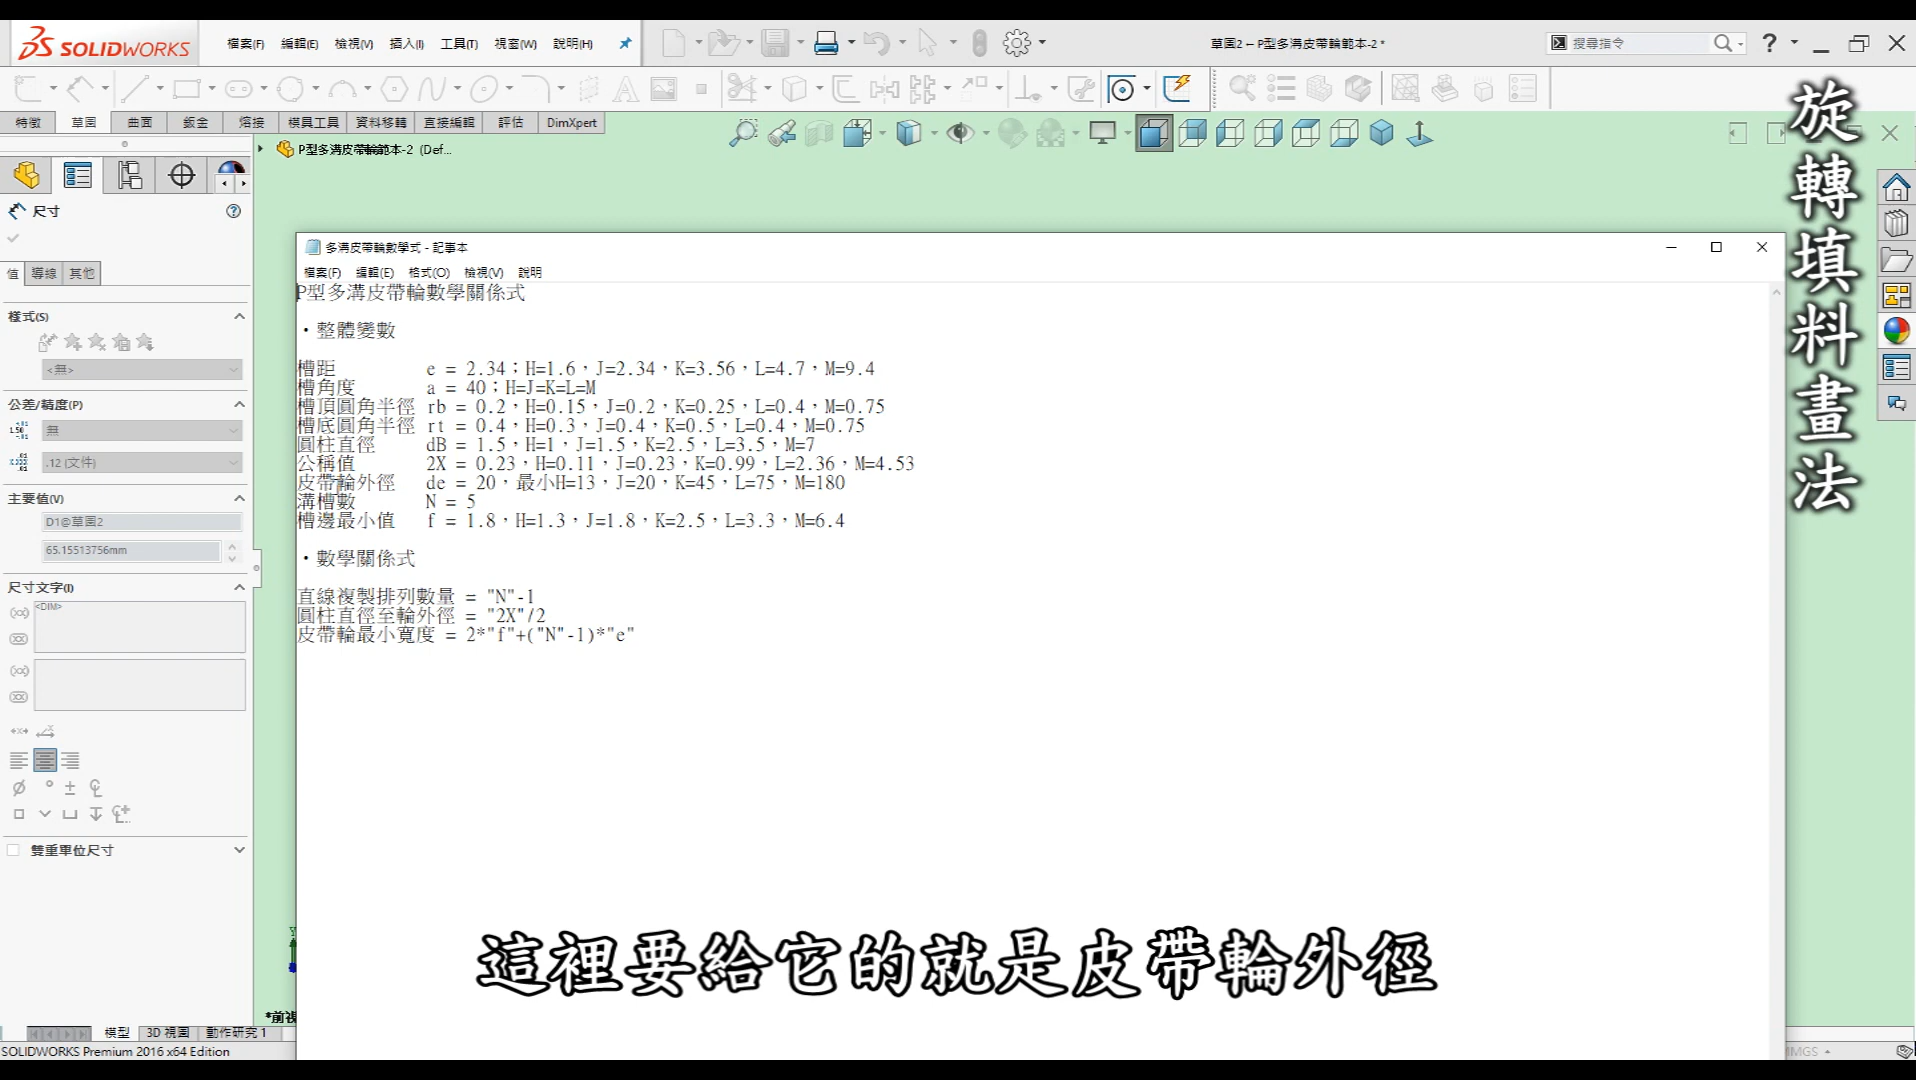 SOLIDWORKS
檔案(F) 編輯(E) 檢視(V) 插入(I) 工具(T) 視窗(W) 說明(H)
草圖2 – P型多溝皮帶輪範本-2 *
搜尋指令
特徵 草圖 曲面 鈑金 熔接 模具工具 資料移轉 直接編輯 評估 DimXpert
P型多溝皮帶輪範本-2 (Def...
旋轉填料畫法
尺寸
值 導線 其他
樣式(S)
<無>
公差/精度(P)
無
.12 (文件)
主要值(V)
D1@草圖2
65.15513756mm
尺寸文字(I)
<DIM>
雙重單位尺寸
多溝皮帶輪數學式 - 記事本
檔案(F) 編輯(E) 格式(O) 檢視(V) 說明
P型多溝皮帶輪數學關係式
・整體變數
槽距 e = 2.34；H=1.6，J=2.34，K=3.56，L=4.7，M=9.4
槽角度 a = 40；H=J=K=L=M
槽頂圓角半徑 rb = 0.2，H=0.15，J=0.2，K=0.25，L=0.4，M=0.75
槽底圓角半徑 rt = 0.4，H=0.3，J=0.4，K=0.5，L=0.4，M=0.75
圓柱直徑 dB = 1.5，H=1，J=1.5，K=2.5，L=3.5，M=7
公稱值 2X = 0.23，H=0.11，J=0.23，K=0.99，L=2.36，M=4.53
皮帶輪外徑 de = 20，最小H=13，J=20，K=45，L=75，M=180
溝槽數 N = 5
槽邊最小值 f = 1.8，H=1.3，J=1.8，K=2.5，L=3.3，M=6.4
・數學關係式
直線複製排列數量 = "N"-1
圓柱直徑至輪外徑 = "2X"/2
皮帶輪最小寬度 = 2*"f"+("N"-1)*"e"
這裡要給它的就是皮帶輪外徑
Y
*前視
模型 3D 視圖 動作研究 1
SOLIDWORKS Premium 2016 x64 Edition
MMGS